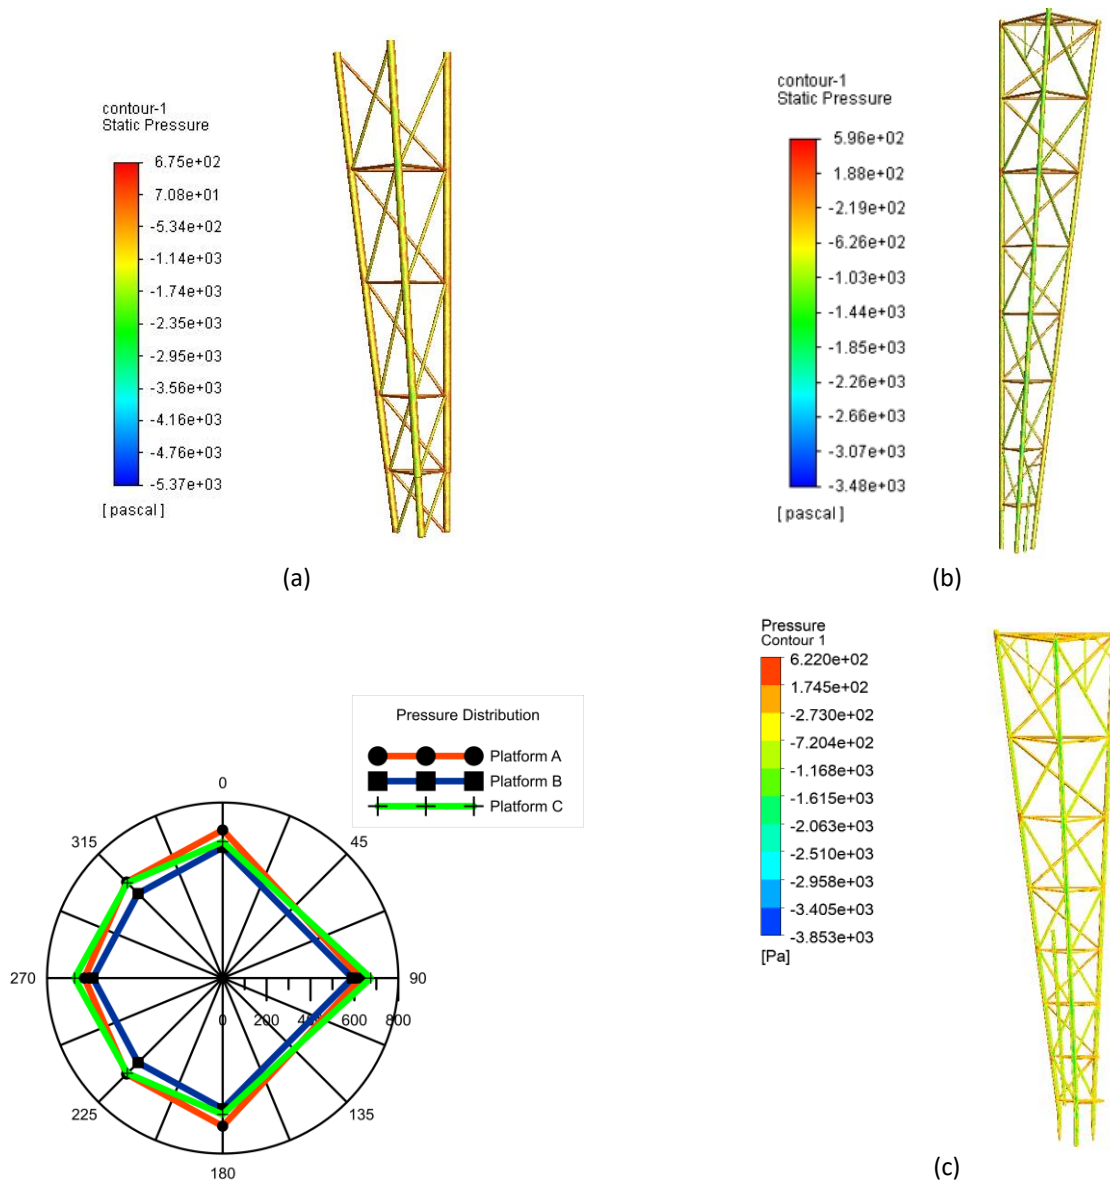 contour-1
Static Pressure
6.75e+02
7.08e+01
-5.34e+02
-1.14e+03
-1.74e+03
-2.35e+03
-2.95e+03
-3.56e+03
-4.16e+03
-4.76e+03
-5.37e+03
[ pascal ]
(a)
contour-1
Static Pressure
5.96e+02
1.88e+02
-2.19e+02
-6.26e+02
-1.03e+03
-1.44e+03
-1.85e+03
-2.26e+03
-2.66e+03
-3.07e+03
-3.48e+03
[ pascal ]
(b)
Pressure Distribution
Platform A
Platform B
Platform C
0
45
90
135
180
225
270
315
0 200 400 600 800
Pressure
Contour 1
6.220e+02
1.745e+02
-2.730e+02
-7.204e+02
-1.168e+03
-1.615e+03
-2.063e+03
-2.510e+03
-2.958e+03
-3.405e+03
-3.853e+03
[Pa]
(c)